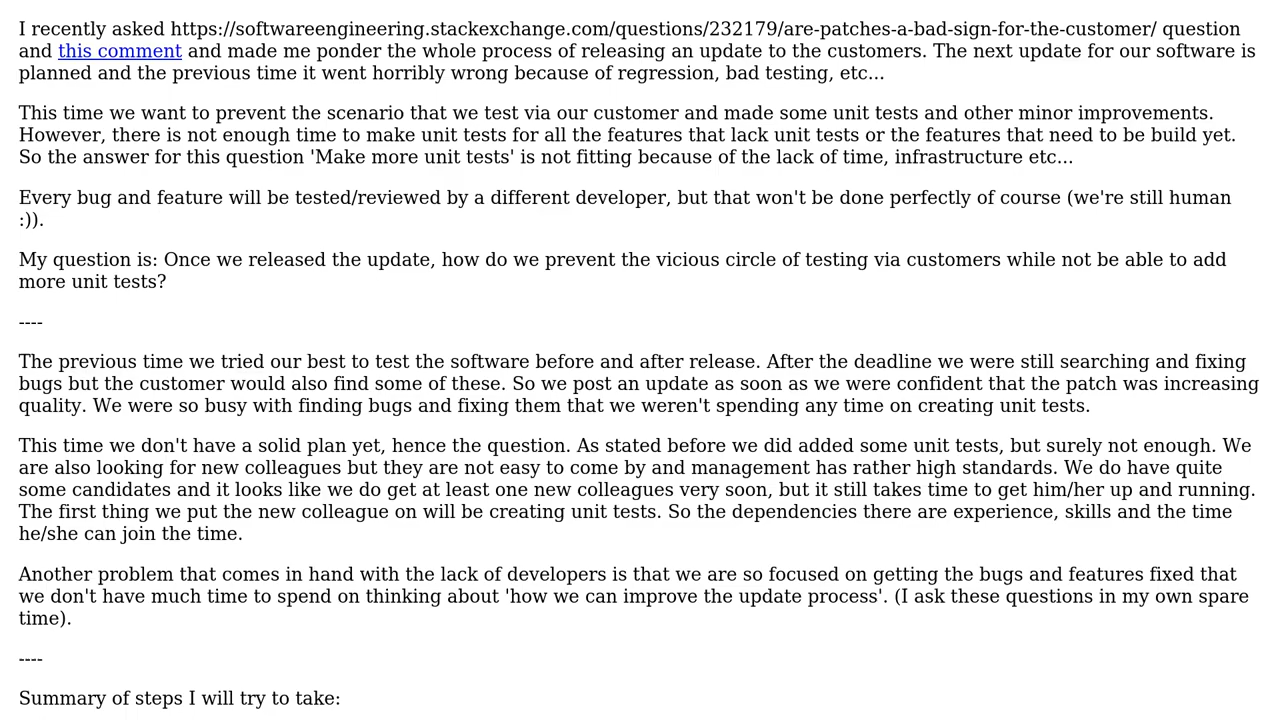 I recently asked https://softwareengineering.stackexchange.com/questions/232179/are-patches-a-bad-sign-for-the-customer/ question
and this comment and made me ponder the whole process of releasing an update to the customers. The next update for our software is
planned and the previous time it went horribly wrong because of regression, bad testing, etc...
This time we want to prevent the scenario that we test via our customer and made some unit tests and other minor improvements.
However, there is not enough time to make unit tests for all the features that lack unit tests or the features that need to be build yet.
So the answer for this question 'Make more unit tests' is not fitting because of the lack of time, infrastructure etc...
Every bug and feature will be tested/reviewed by a different developer, but that won't be done perfectly of course (we're still human
:)).
My question is: Once we released the update, how do we prevent the vicious circle of testing via customers while not be able to add
more unit tests?
----
The previous time we tried our best to test the software before and after release. After the deadline we were still searching and fixing
bugs but the customer would also find some of these. So we post an update as soon as we were confident that the patch was increasing
quality. We were so busy with finding bugs and fixing them that we weren't spending any time on creating unit tests.
This time we don't have a solid plan yet, hence the question. As stated before we did added some unit tests, but surely not enough. We
are also looking for new colleagues but they are not easy to come by and management has rather high standards. We do have quite
some candidates and it looks like we do get at least one new colleagues very soon, but it still takes time to get him/her up and running.
The first thing we put the new colleague on will be creating unit tests. So the dependencies there are experience, skills and the time
he/she can join the time.
Another problem that comes in hand with the lack of developers is that we are so focused on getting the bugs and features fixed that
we don't have much time to spend on thinking about 'how we can improve the update process'. (I ask these questions in my own spare
time).
----
Summary of steps I will try to take: